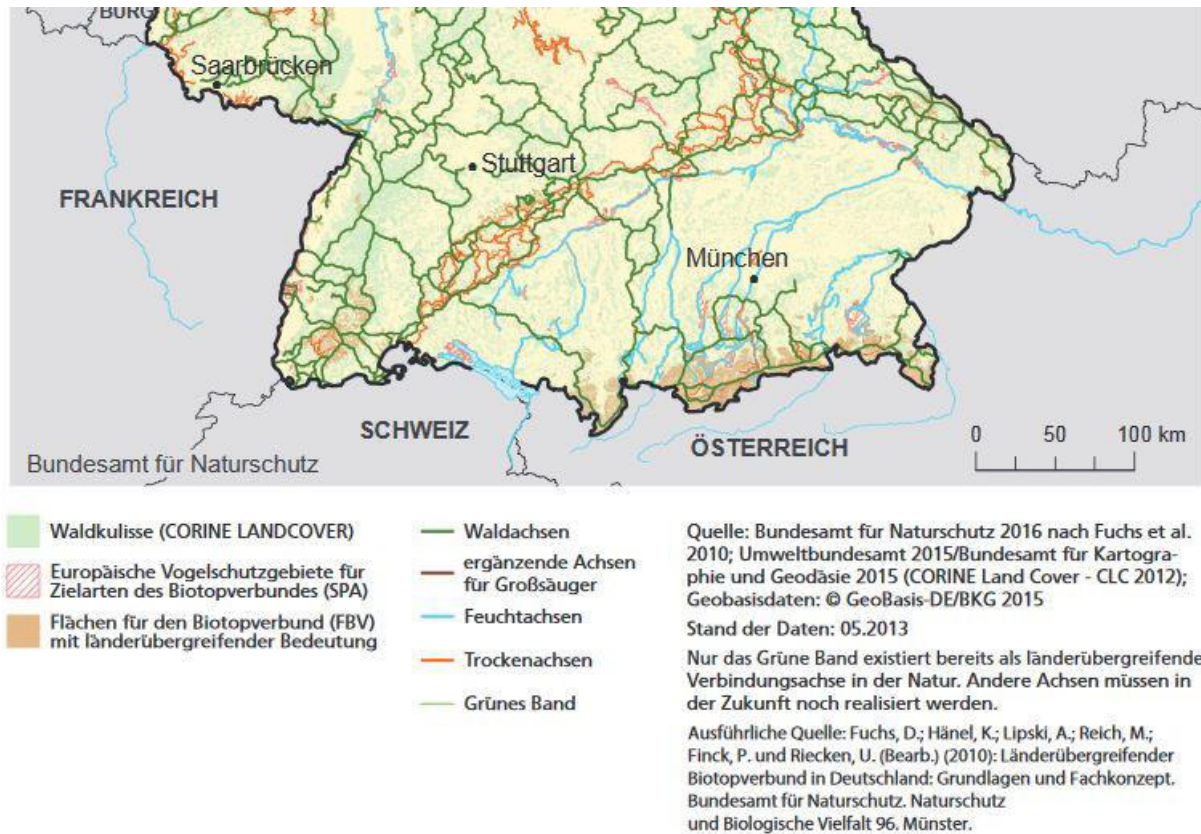 BURG
Saarbrücken
Stuttgart
FRANKREICH
München
SCHWEIZ
ÖSTERREICH
0 50 100 km
Bundesamt für Naturschutz
Waldkulisse (CORINE LANDCOVER)
Europäische Vogelschutzgebiete für
Zielarten des Biotopverbundes (SPA)
Flächen für den Biotopverbund (FBV)
mit länderübergreifender Bedeutung
Waldachsen
ergänzende Achsen
für Großsäuger
Feuchtachsen
Trockenachsen
Grünes Band
Quelle: Bundesamt für Naturschutz 2016 nach Fuchs et al.
2010; Umweltbundesamt 2015/Bundesamt für Kartogra-
phie und Geodäsie 2015 (CORINE Land Cover - CLC 2012);
Geobasisdaten: © GeoBasis-DE/BKG 2015
Stand der Daten: 05.2013
Nur das Grüne Band existiert bereits als länderübergreifende
Verbindungsachse in der Natur. Andere Achsen müssen in
der Zukunft noch realisiert werden.
Ausführliche Quelle: Fuchs, D.; Hänel, K.; Lipski, A.; Reich, M.;
Finck, P. und Riecken, U. (Bearb.) (2010): Länderübergreifender
Biotopverbund in Deutschland: Grundlagen und Fachkonzept.
Bundesamt für Naturschutz. Naturschutz
und Biologische Vielfalt 96. Münster.